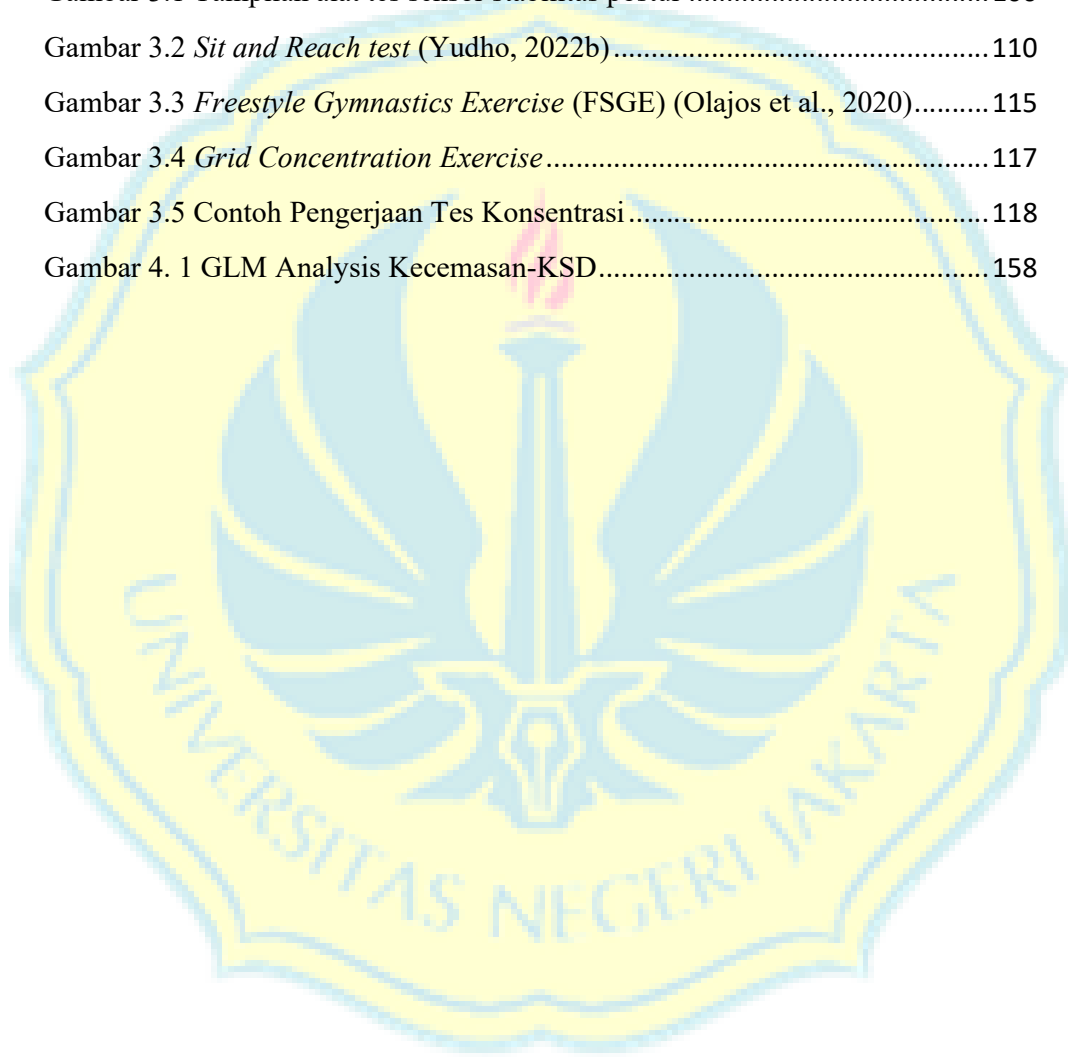 Gambar 3.2 Sit and Reach test (Yudho, 2022b)........................................................110
Gambar 3.3 Freestyle Gymnastics Exercise (FSGE) (Olajos et al., 2020)..........115
Gambar 3.4 Grid Concentration Exercise..................................................................117
Gambar 3.5 Contoh Pengerjaan Tes Konsentrasi......................................................118
Gambar 4. 1 GLM Analysis Kecemasan-KSD..............................................................158
UNIVERSITAS NEGERI JAKARTA